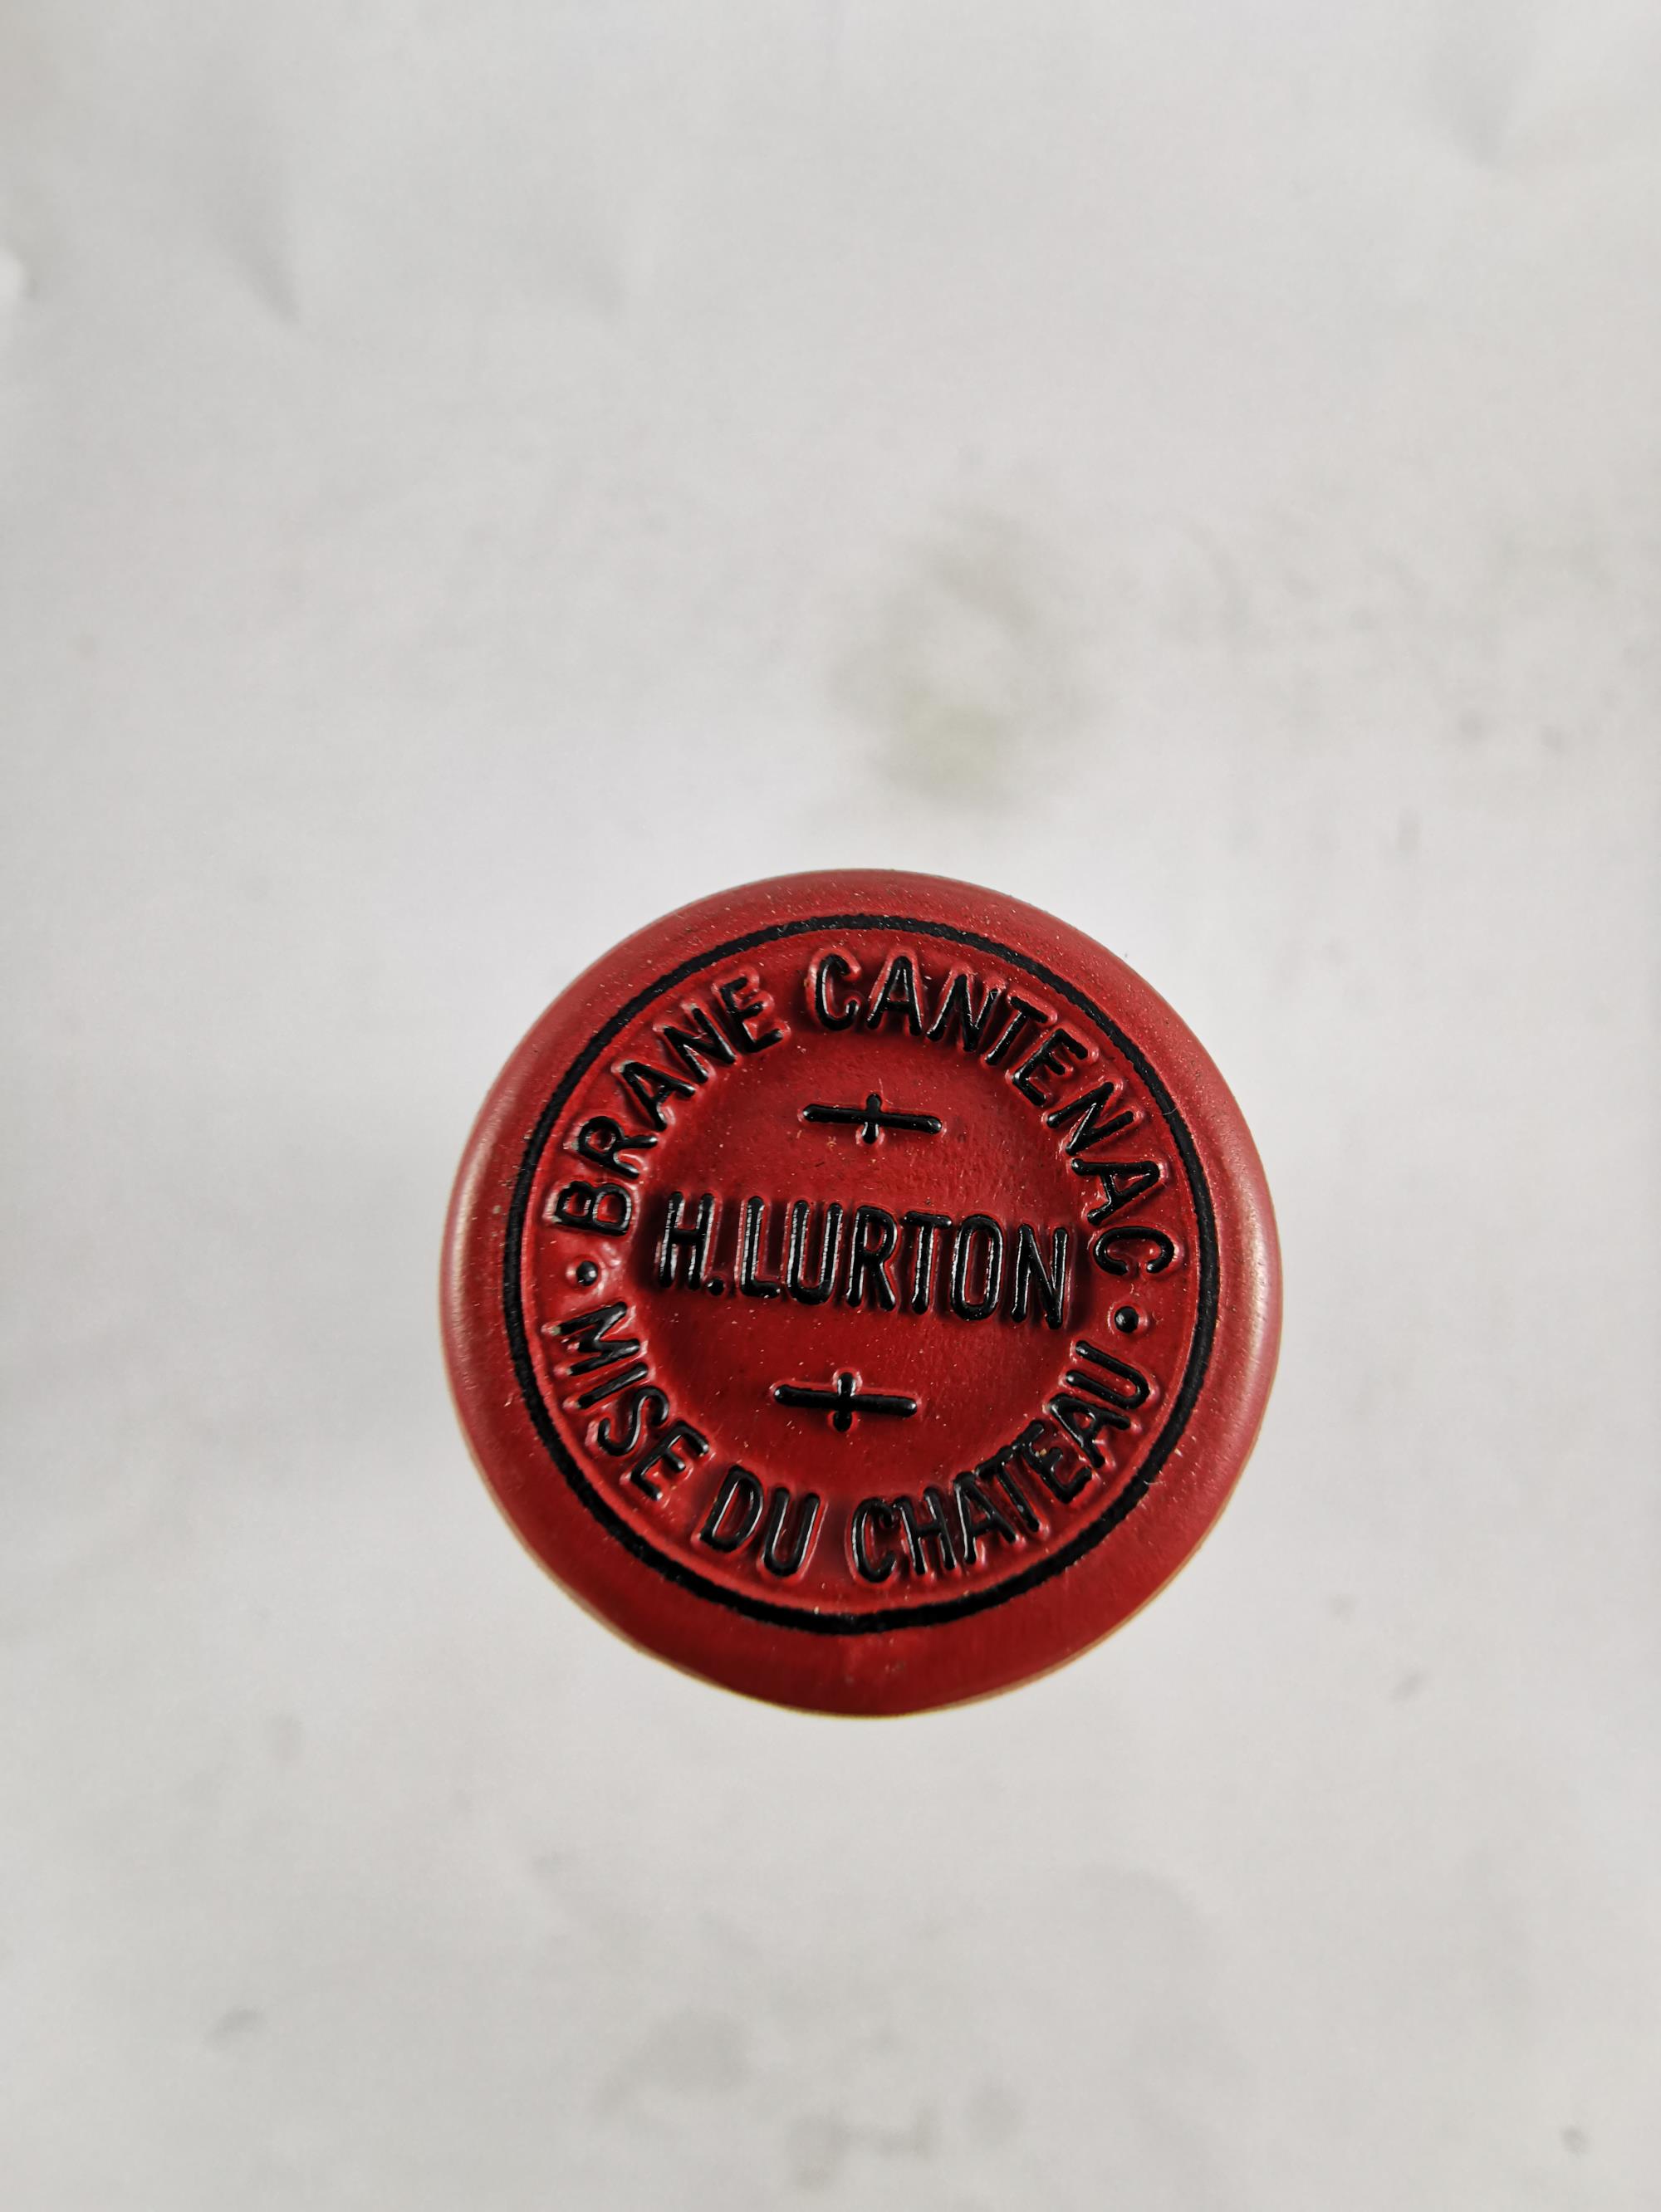 BRANE CANTENAC
H.LURTON
MISE DU CHATEAU